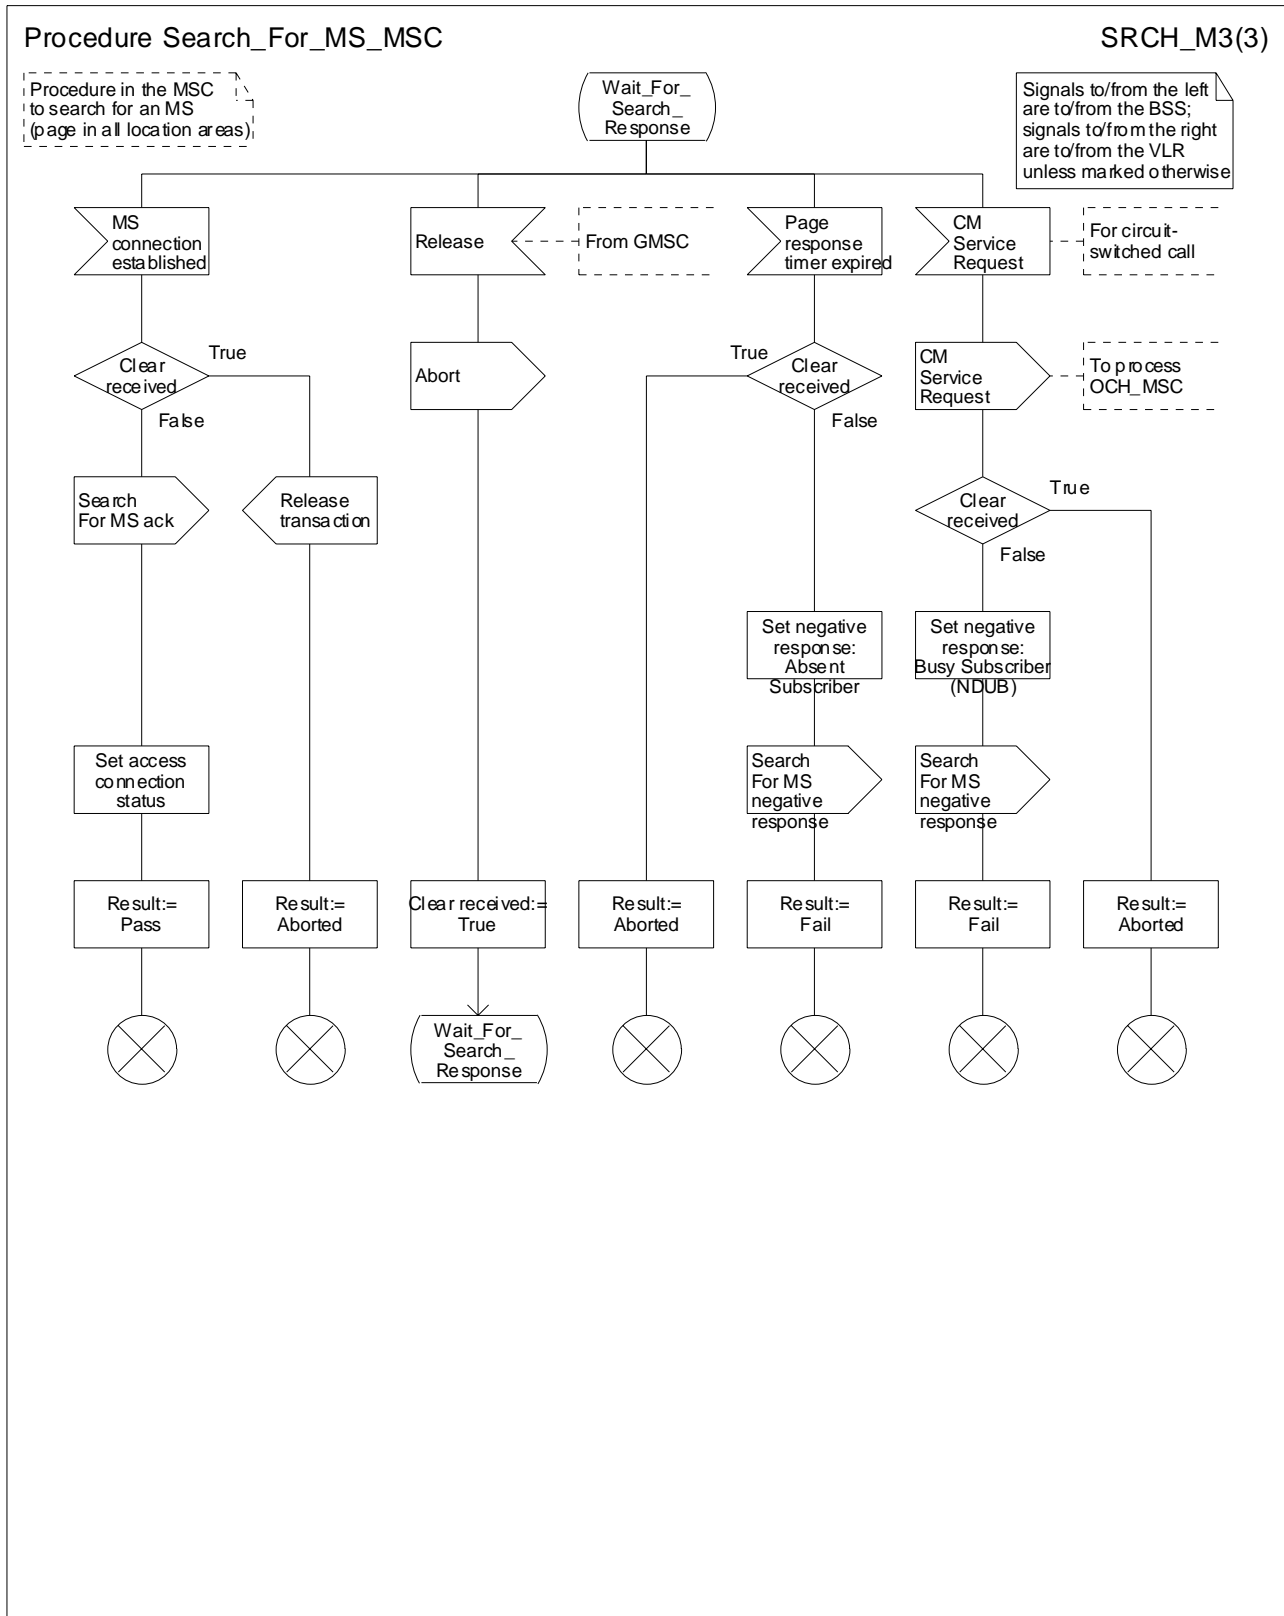 Procedure Search_For_MS_MSC
SRCH_M3(3)
Procedure in the MSC
to search for an MS
(page in all location areas)
Wait_For_
Search_
Response
Signals to/from the left
are to/from the BSS;
signals to/from the right
are to/from the VLR
unless marked otherwise
MS
connection
established
Release
From GMSC
Page
response
timer expired
CM
Service
Request
For circuit-
switched call
Clear
received
True
False
Abort
True
Clear
received
False
CM
Service
Request
To process
OCH_MSC
Search
For MS ack
Release
transaction
Clear
received
True
False
Set negative
response:
Absent
Subscriber
Set negative
response:
Busy Subscriber
(NDUB)
Set access
connection
status
Search
For MS
negative
response
Search
For MS
negative
response
Result:=
Pass
Result:=
Aborted
Clear received:=
True
Result:=
Aborted
Result:=
Fail
Result:=
Fail
Result:=
Aborted
Wait_For_
Search_
Response